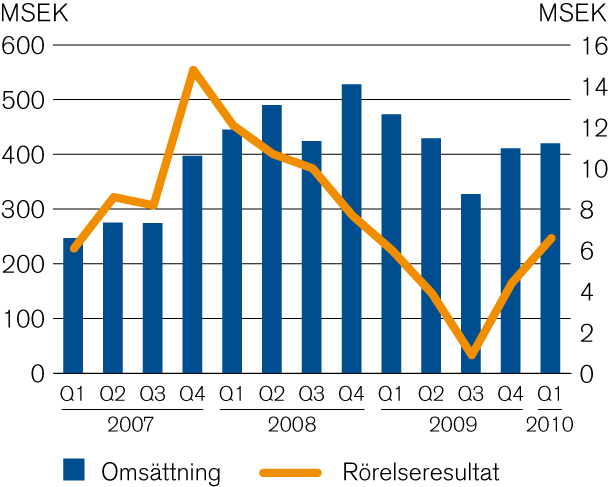 MSEK MSEK
600 16
500 14
400 12
300 10
200 8
100 6
0 4
2
0
Q1 Q2 Q3 Q4 Q1 Q2 Q3 Q4 Q1 Q2 Q3 Q4 Q1
2007 2008 2009 2010
Omsättning Rörelseresultat